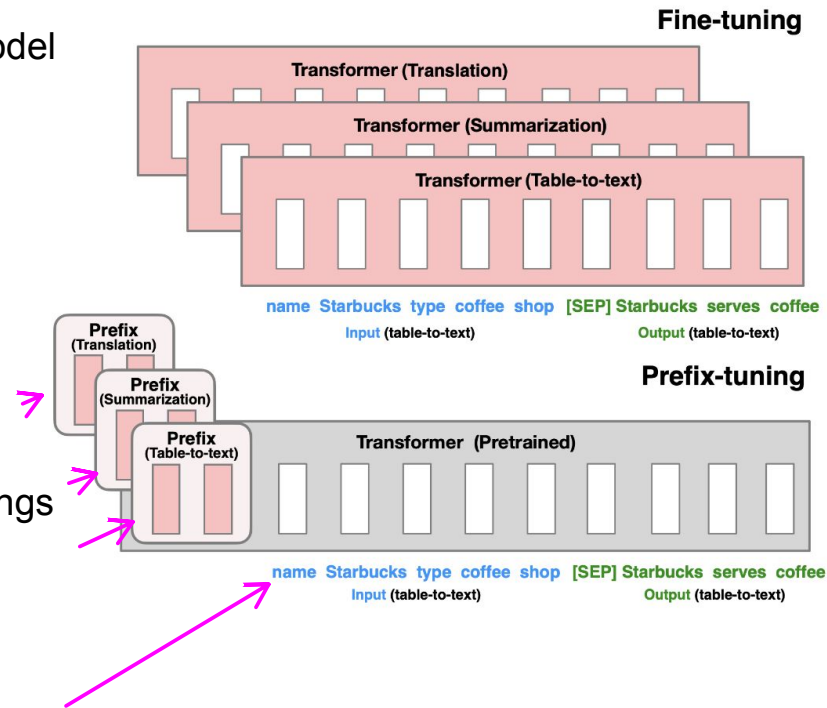 Fine-tuning
odel
Transformer (Translation)
Transformer (Summarization)
Transformer (Table-to-text)
name Starbucks type coffee shop [SEP] Starbucks serves coffee
Input (table-to-text) Output (table-to-text)
Prefix
(Translation)
Prefix-tuning
Prefix
(Summarization)
Prefix
(Table-to-text)
Transformer (Pretrained)
ngs
name Starbucks type coffee shop [SEP] Starbucks serves coffee
Input (table-to-text) Output (table-to-text)